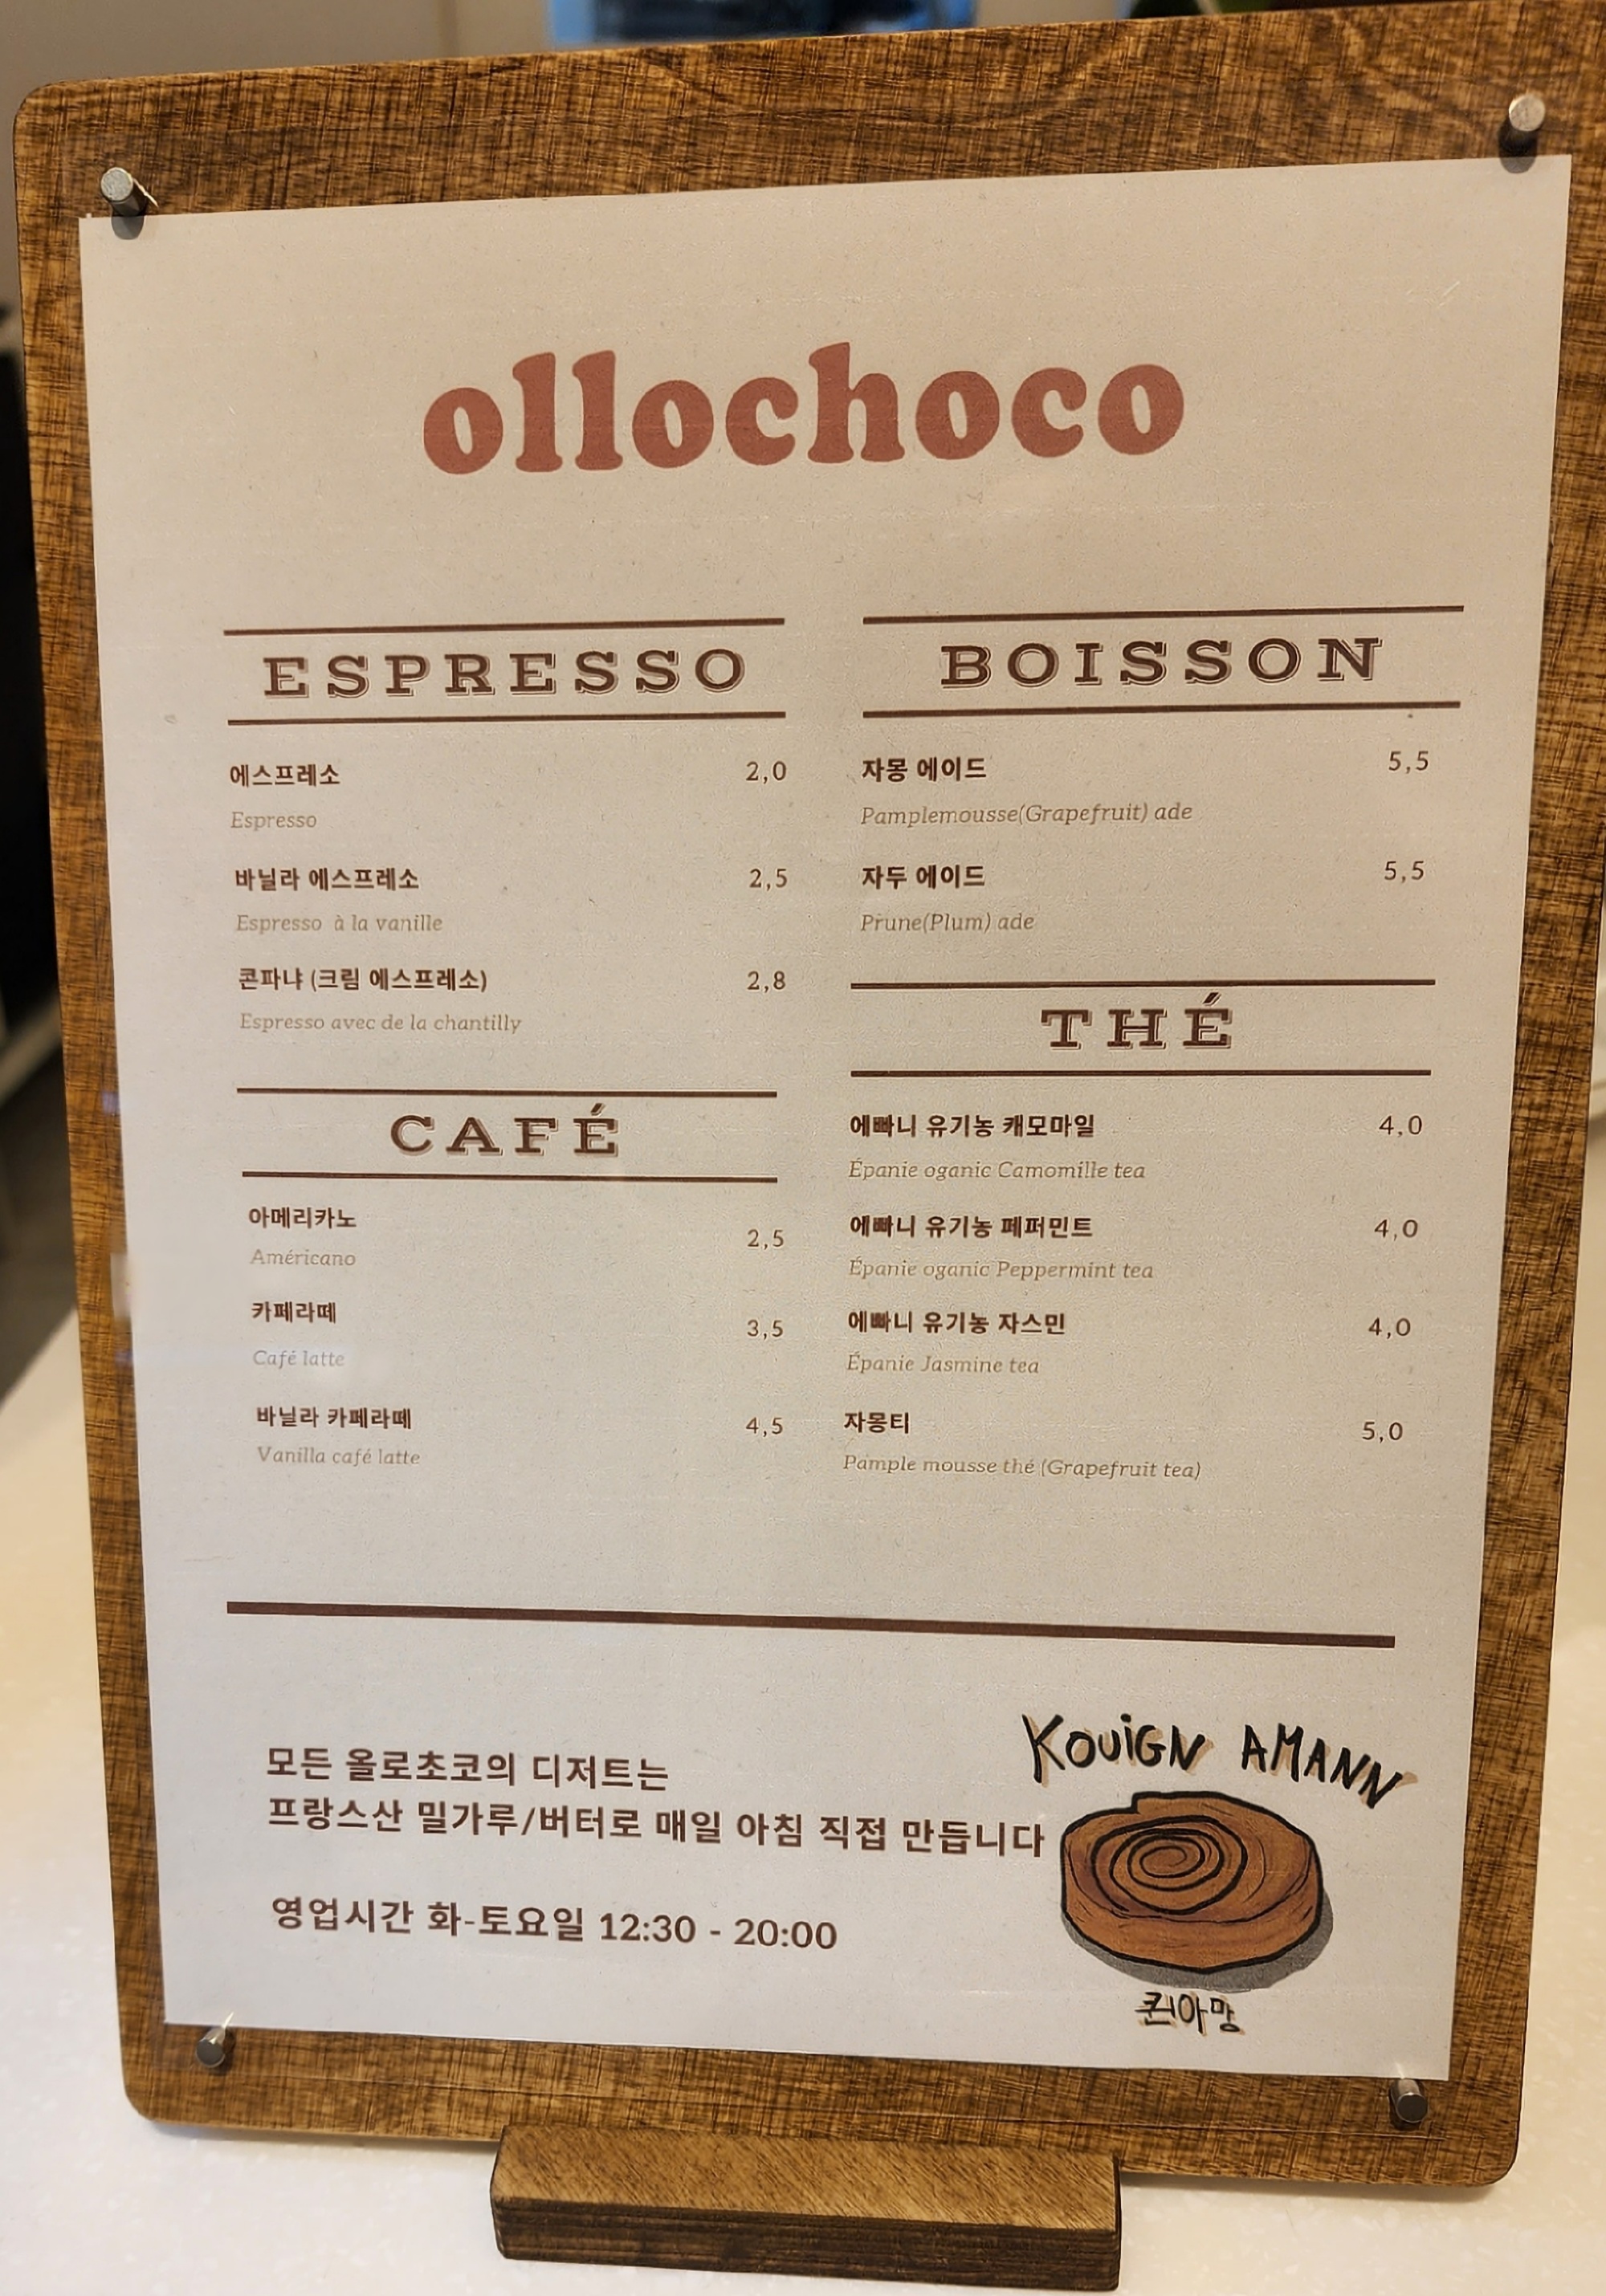 ollochoco
ESPRESSO
에스프레소 2,0
Espresso
바닐라 에스프레소 2,5
Espresso à la vanille
콘파냐 (크림 에스프레소) 2,8
Espresso avec de la chantilly
CAFÉ
아메리카노 2,5
Américano
카페라떼 3,5
Café latte
바닐라 카페라떼 4,5
Vanilla café latte
BOISSON
자몽 에이드 5,5
Pamplemousse(Grapefruit) ade
자두 에이드 5,5
Prune(Plum) ade
THÉ
에빠니 유기농 캐모마일 4,0
Épanie oganic Camomille tea
에빠니 유기농 페퍼민트 4,0
Épanie oganic Peppermint tea
에빠니 유기농 자스민 4,0
Épanie Jasmine tea
자몽티 5,0
Pample mousse thé (Grapefruit tea)
모든 올로초코의 디저트는
프랑스산 밀가루/버터로 매일 아침 직접 만듭니다
영업시간 화-토요일 12:30 - 20:00
KOUIGN AMANN
퀸아망